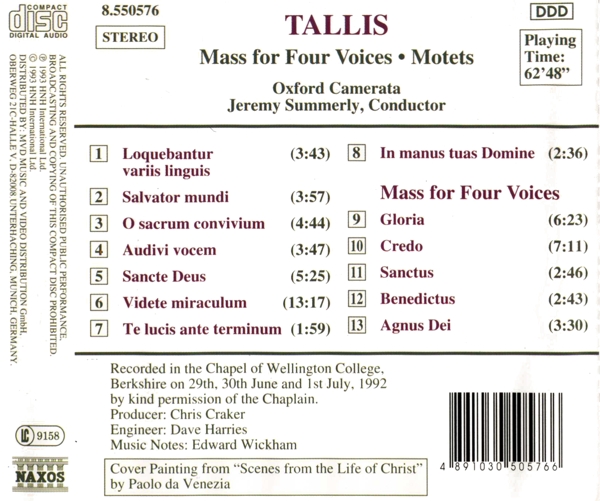 COMPACT
disc
DIGITAL AUDIO
8.550576
STEREO
TALLIS
Mass for Four Voices • Motets
Oxford Camerata
Jeremy Summerly, Conductor
DDD
Playing
Time:
62'48"
1 Loquebantur
variis linguis (3:43)
2 Salvator mundi (3:57)
3 O sacrum convivium (4:44)
4 Audivi vocem (3:47)
5 Sancte Deus (5:25)
6 Videte miraculum (13:17)
7 Te lucis ante terminum (1:59)
8 In manus tuas Domine (2:36)
Mass for Four Voices
9 Gloria (6:23)
10 Credo (7:11)
11 Sanctus (2:46)
12 Benedictus (2:43)
13 Agnus Dei (3:30)
Recorded in the Chapel of Wellington College,
Berkshire on 29th, 30th June and 1st July, 1992
by kind permission of the Chaplain.
Producer: Chris Craker
Engineer: Dave Harries
Music Notes: Edward Wickham
Cover Painting from "Scenes from the Life of Christ"
by Paolo da Venezia
4 891030 505766
ALL RIGHTS RESERVED. UNAUTHORISED PUBLIC PERFORMANCE.
BROADCASTING AND COPYING OF THIS COMPACT DISC PROHIBITED.
℗ 1993 HNH International Ltd.
© 1993 HNH International Ltd.
DISTRIBUTED BY: MVD MUSIC AND VIDEO DISTRIBUTION GmbH,
OBERWEG 21C-HALLE V, D-82008 UNTERHACHING, MUNICH, GERMANY.
LC 9158
NAXOS